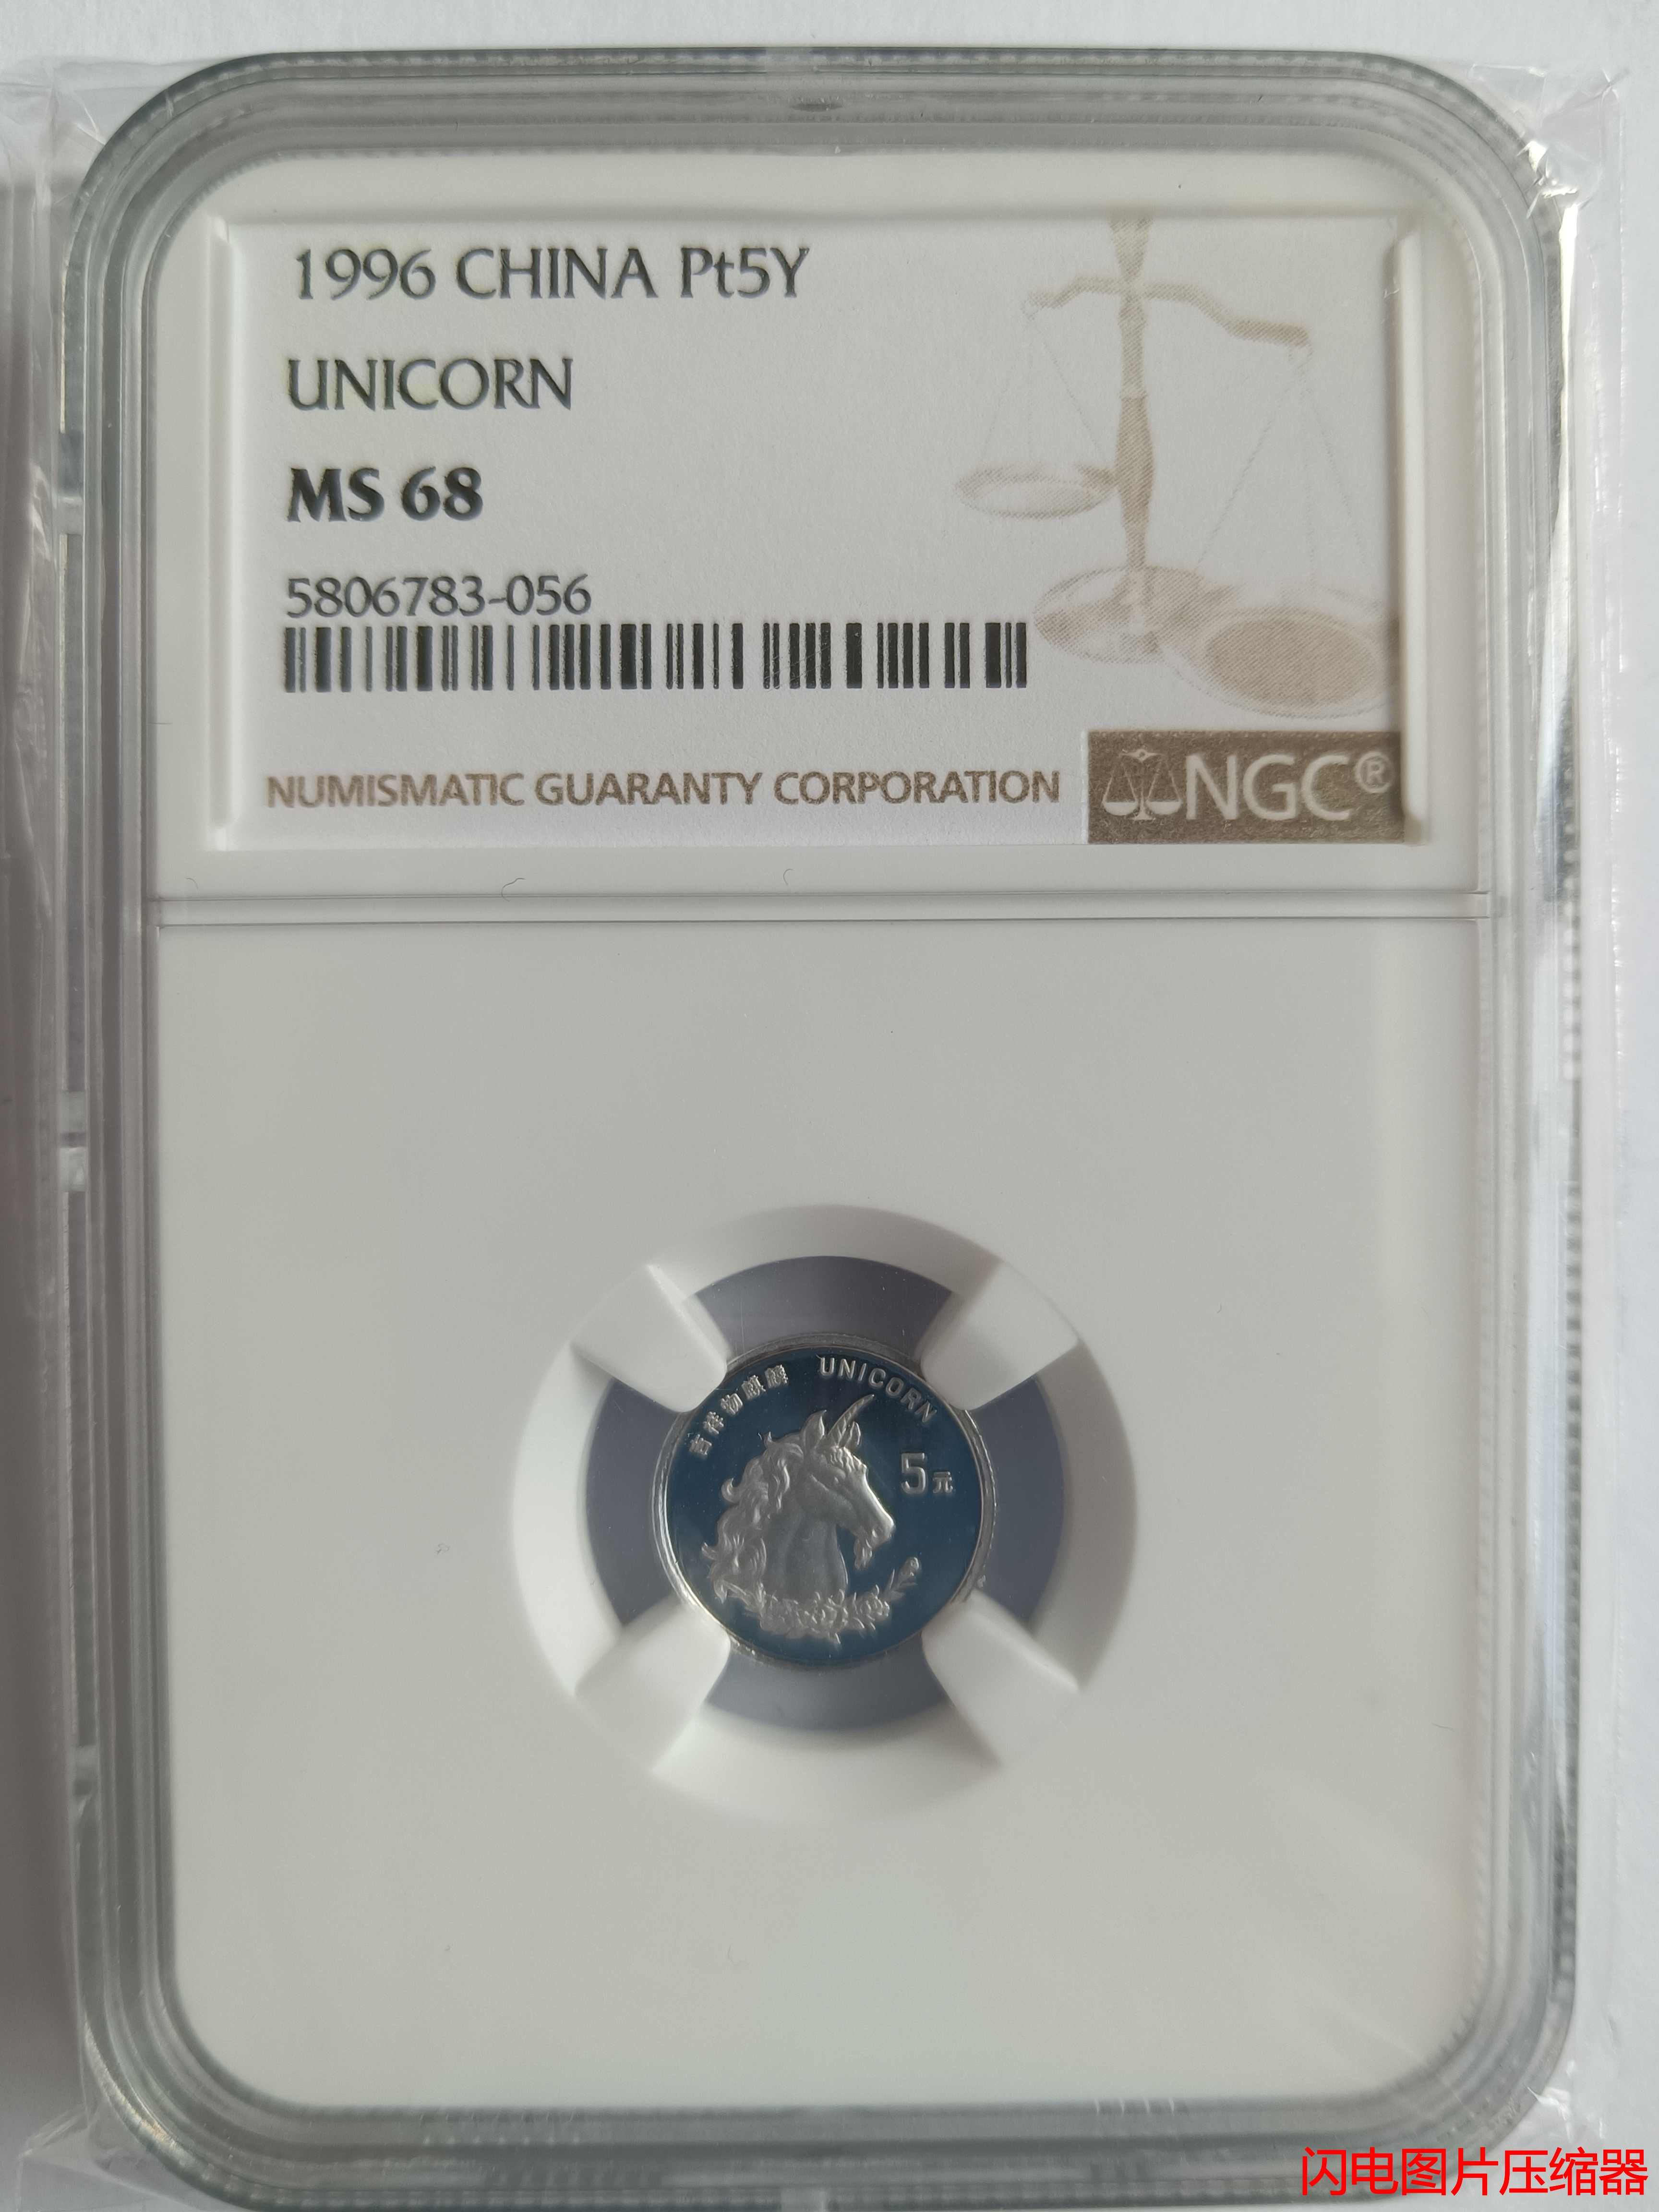 1996 CHINA Pt5Y
UNICORN
MS 68
5806783-056
NUMISMATIC GUARANTY CORPORATION
NGC®
吉祥物麒麟 UNICORN
5元
闪电图片压缩器